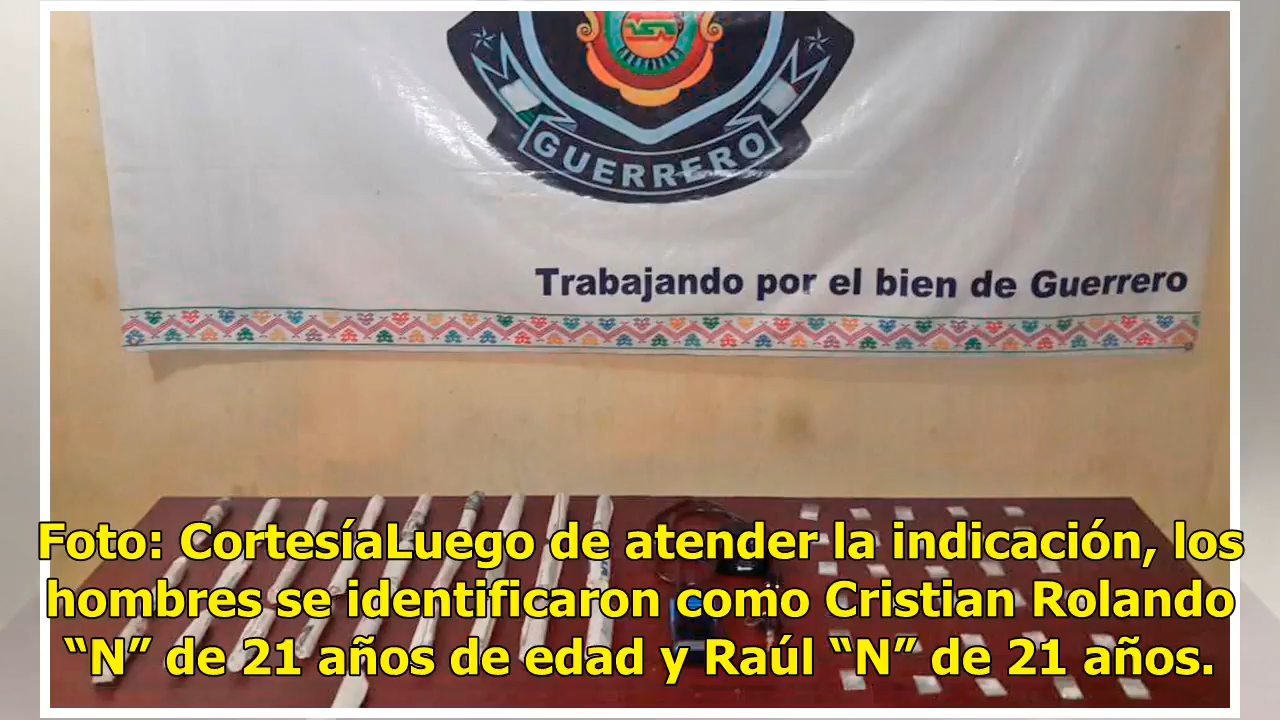 GUERRERO
Trabajando por el bien de Guerrero
Foto: CortesíaLuego de atender la indicación, los
hombres se identificaron como Cristian Rolando
“N” de 21 años de edad y Raúl “N” de 21 años.